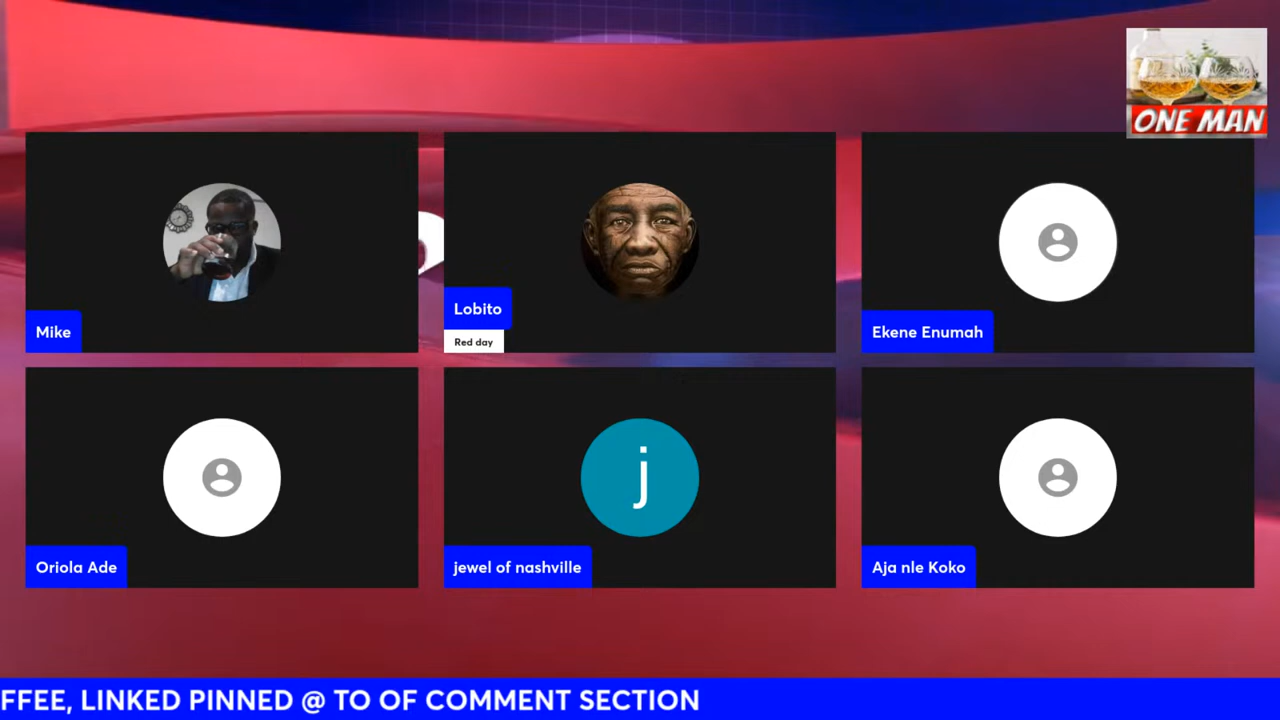 ONE MAN
Mike
Lobito
Red day
Ekene Enumah
Oriola Ade
j
jewel of nashville
Aja nle Koko
FFEE, LINKED PINNED @ TO OF COMMENT SECTION